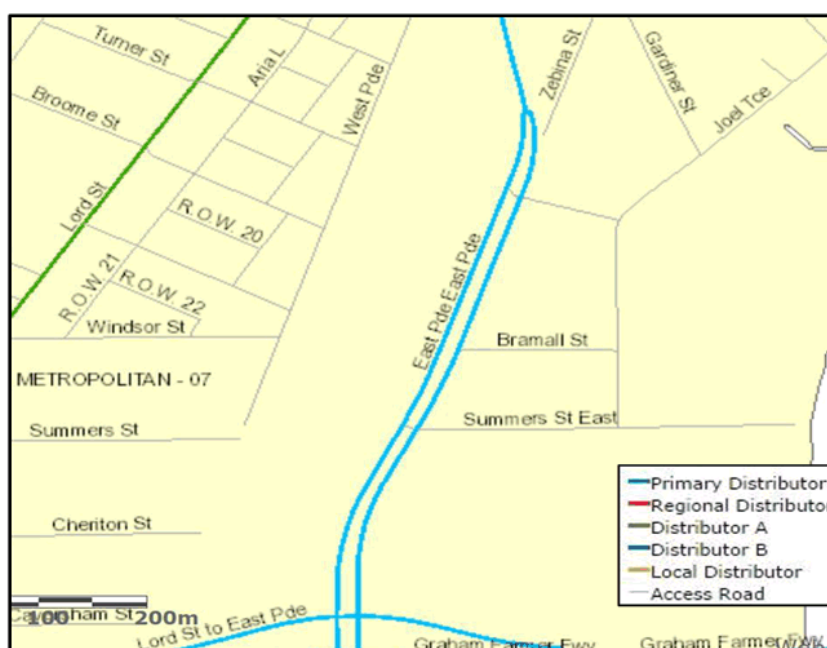 Turner St
Aria L
West Pde
Zebina St
Gardiner St
Joel Tce
Broome St
Lord St
R.O.W. 20
R.O.W. 21
R.O.W. 22
Windsor St
East Pde East Pde
Bramall St
METROPOLITAN - 07
Summers St
Summers St East
Cheriton St
Primary Distributor
Regional Distributor
Distributor A
Distributor B
Local Distributor
Access Road
100 200m
St
Lord St to East Pde
Graham Farmer Fwy
Graham Farmer Fwy